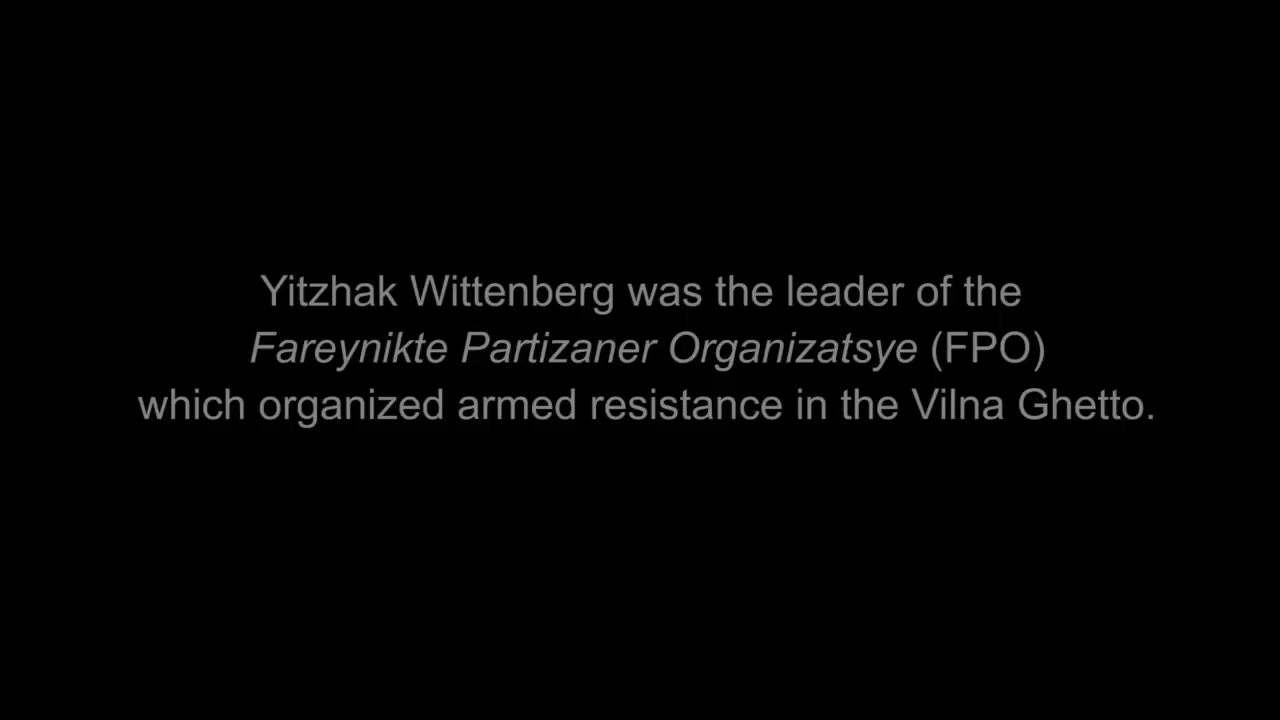 Yitzhak Wittenberg was the leader of the
Fareynikte Partizaner Organizatsye (FPO)
which organized armed resistance in the Vilna Ghetto.